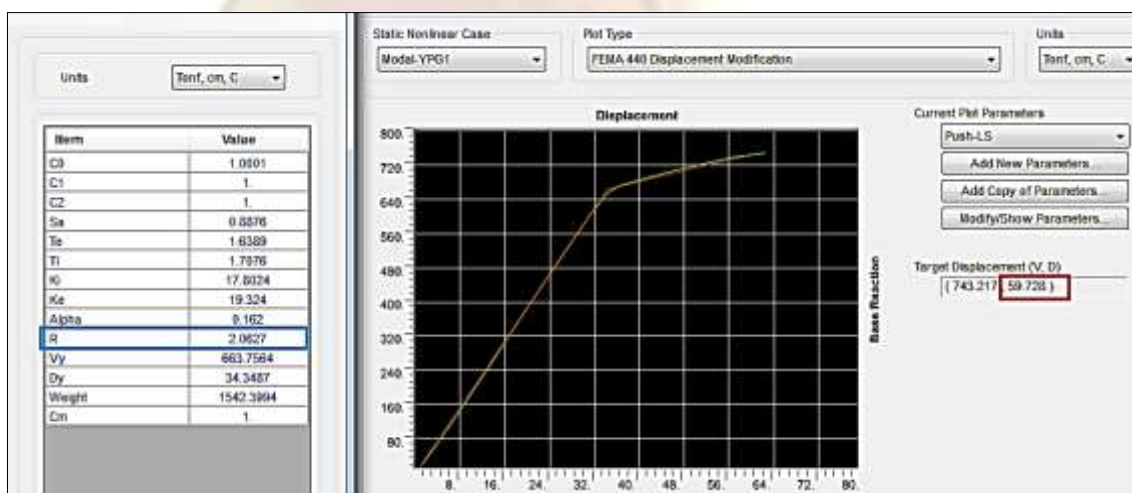 Units
Tonf, cm, C
Item Value
C0 1.0001
C1 1.
C2 1.
Sa 0.8876
Te 1.6389
Ti 1.7076
Ki 17.8024
Ke 19.324
Alpha 0.162
R 2.0627
Vy 663.7564
Dy 34.3487
Weight 1542.3994
Cm 1.
Static Nonlinear Case
Modal-YPG1
Plot Type
FEMA 440 Displacement Modification
Units
Tonf, cm, C
Displacement
800.
720.
640.
560.
480.
400.
320.
240.
160.
80.
8. 16. 24. 32. 40. 48. 56. 64. 72. 80.
Base Reaction
Current Plot Parameters
Push-LS
Add New Parameters...
Add Copy of Parameters...
Modify/Show Parameters...
Target Displacement (V, D)
( 743.217 , 59.728 )